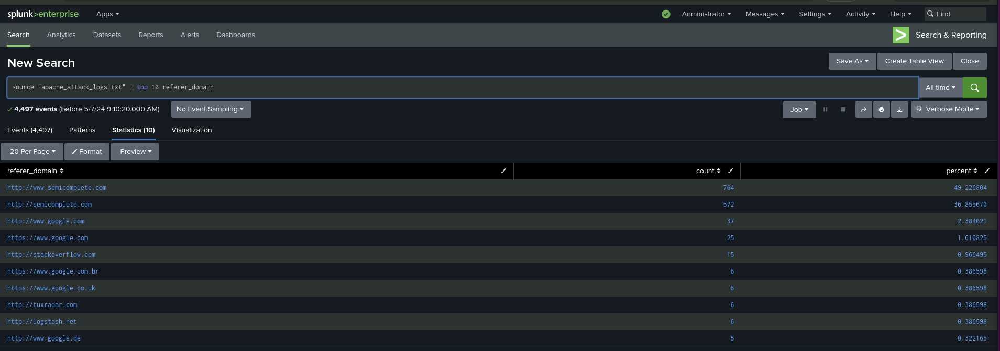 splunk>enterprise Apps Administrator Messages Settings Activity Help Find
Search Analytics Datasets Reports Alerts Dashboards Search & Reporting
New Search Save As Create Table View Close
source="apache_attack_logs.txt" | top 10 referer_domain All time
4,497 events (before 5/7/24 9:10:20.000 AM) No Event Sampling Job Verbose Mode
Events (4,497) Patterns Statistics (10) Visualization
20 Per Page Format Preview
referer_domain count percent
http://www.semicomplete.com 764 49.226804
http://semicomplete.com 572 36.855670
http://www.google.com 37 2.384021
https://www.google.com 25 1.610825
http://stackoverflow.com 15 0.966495
https://www.google.com.br 6 0.386598
https://www.google.co.uk 6 0.386598
http://tuxradar.com 6 0.386598
http://logstash.net 6 0.386598
http://www.google.de 5 0.322165